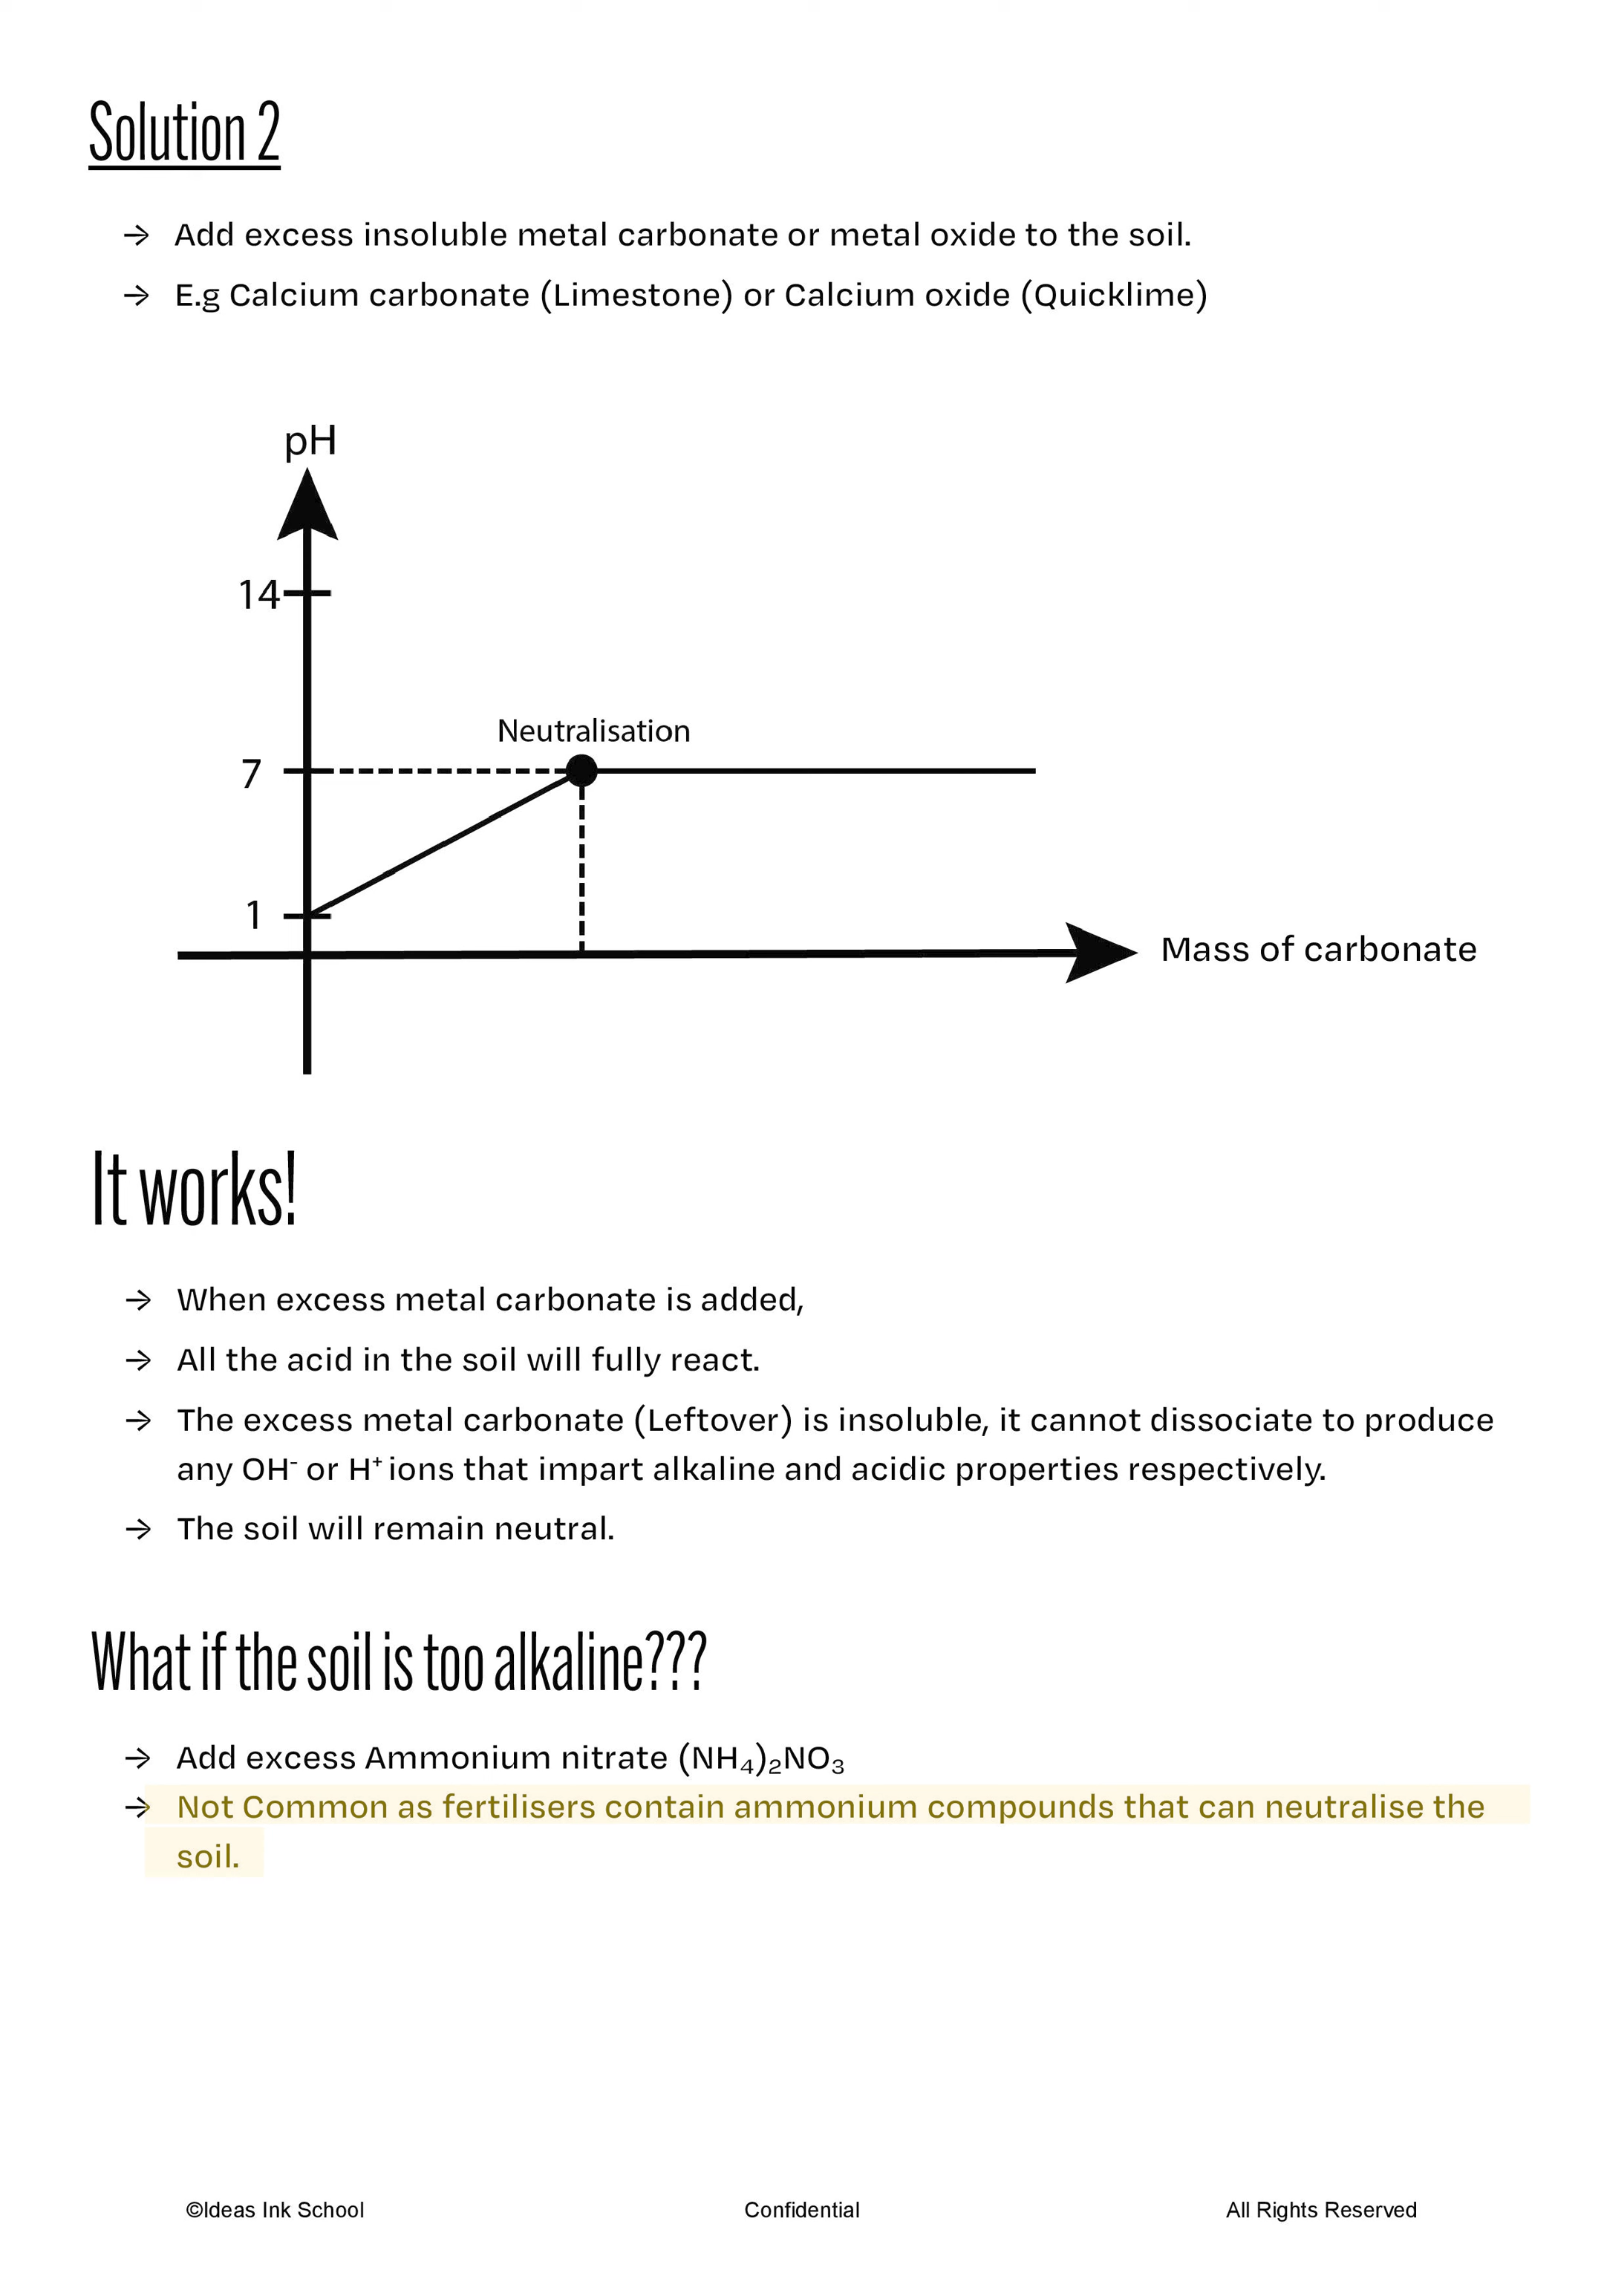 Solution 2
→ Add excess insoluble metal carbonate or metal oxide to the soil.
→ E.g Calcium carbonate (Limestone) or Calcium oxide (Quicklime)
pH
14
Neutralisation
7
1
Mass of carbonate
It works!
→ When excess metal carbonate is added,
→ All the acid in the soil will fully react.
→ The excess metal carbonate (Leftover) is insoluble, it cannot dissociate to produce
any OH⁻ or H⁺ ions that impart alkaline and acidic properties respectively.
→ The soil will remain neutral.
What if the soil is too alkaline???
→ Add excess Ammonium nitrate (NH₄)₂NO₃
→ Not Common as fertilisers contain ammonium compounds that can neutralise the
soil.
©Ideas Ink School Confidential All Rights Reserved